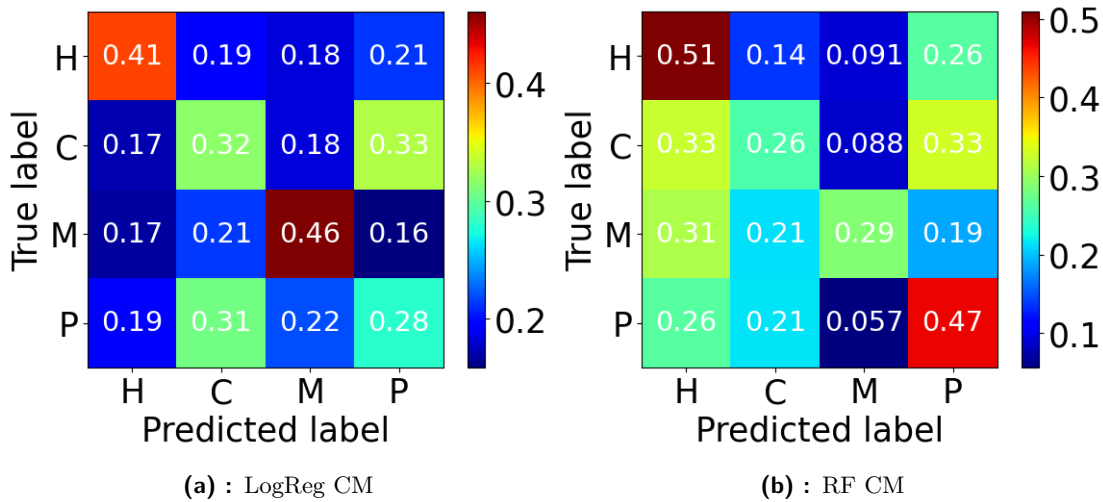 True label
H 0.41 0.19 0.18 0.21
C 0.17 0.32 0.18 0.33
M 0.17 0.21 0.46 0.16
P 0.19 0.31 0.22 0.28
H C M P
Predicted label
0.4
0.3
0.2
(a) : LogReg CM
True label
H 0.51 0.14 0.091 0.26
C 0.33 0.26 0.088 0.33
M 0.31 0.21 0.29 0.19
P 0.26 0.21 0.057 0.47
H C M P
Predicted label
0.5
0.4
0.3
0.2
0.1
(b) : RF CM